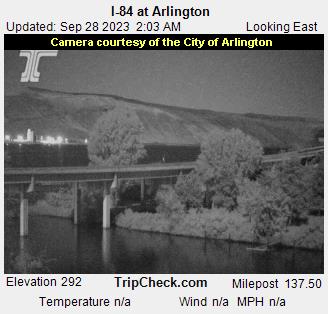 I-84 at Arlington
Updated: Sep 28 2023 2:03 AM Looking East
Camera courtesy of the City of Arlington
Elevation 292 TripCheck.com Milepost 137.50
Temperature n/a Wind n/a MPH n/a